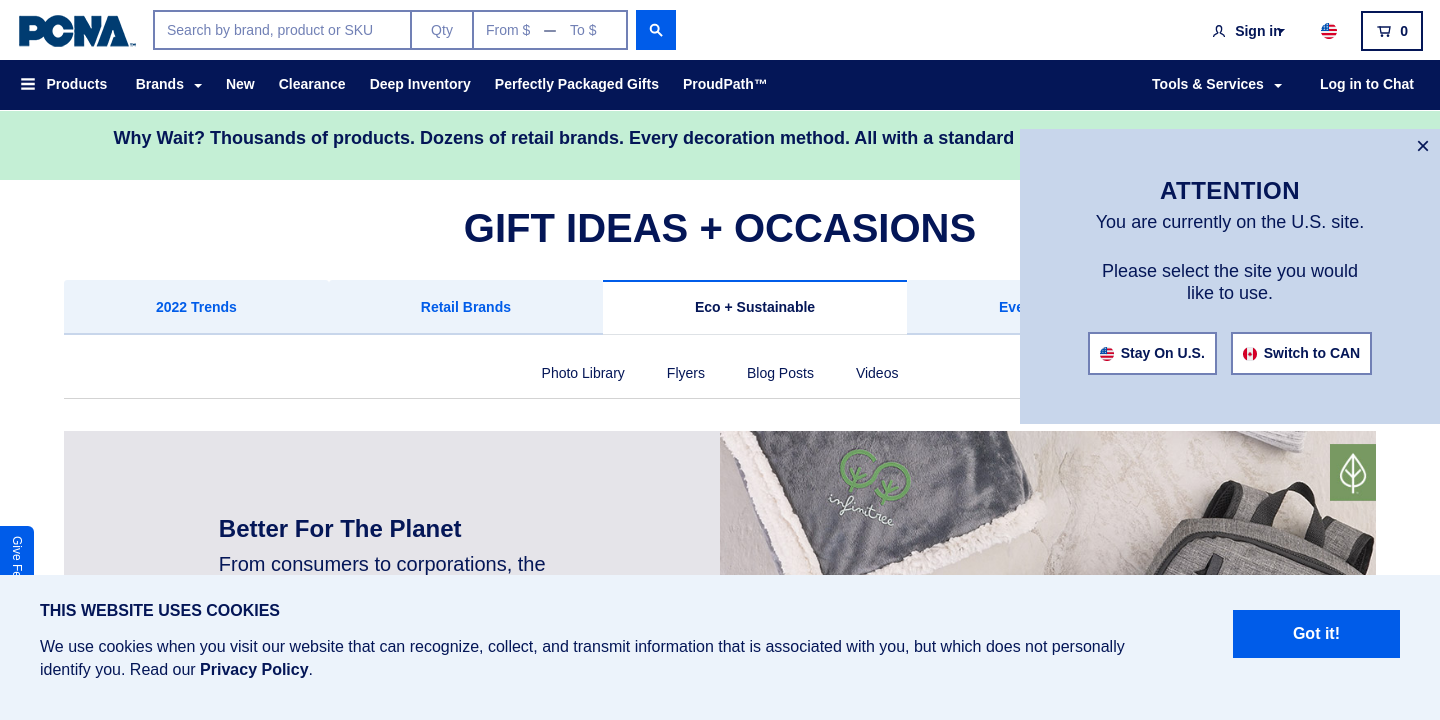 PCNA™
Search by brand, product or SKU
Qty
From $ — To $
Sign in
0
Products
Brands
New
Clearance
Deep Inventory
Perfectly Packaged Gifts
ProudPath™
Tools & Services
Log in to Chat
Why Wait? Thousands of products. Dozens of retail brands. Every decoration method. All with a standard
×
ATTENTION
You are currently on the U.S. site.
Please select the site you would
like to use.
Stay On U.S.
Switch to CAN
GIFT IDEAS + OCCASIONS
2022 Trends
Retail Brands
Eco + Sustainable
Photo Library
Flyers
Blog Posts
Videos
infinitree
Better For The Planet
From consumers to corporations, the
Give
THIS WEBSITE USES COOKIES
We use cookies when you visit our website that can recognize, collect, and transmit information that is associated with you, but which does not personally
identify you. Read our Privacy Policy.
Got it!